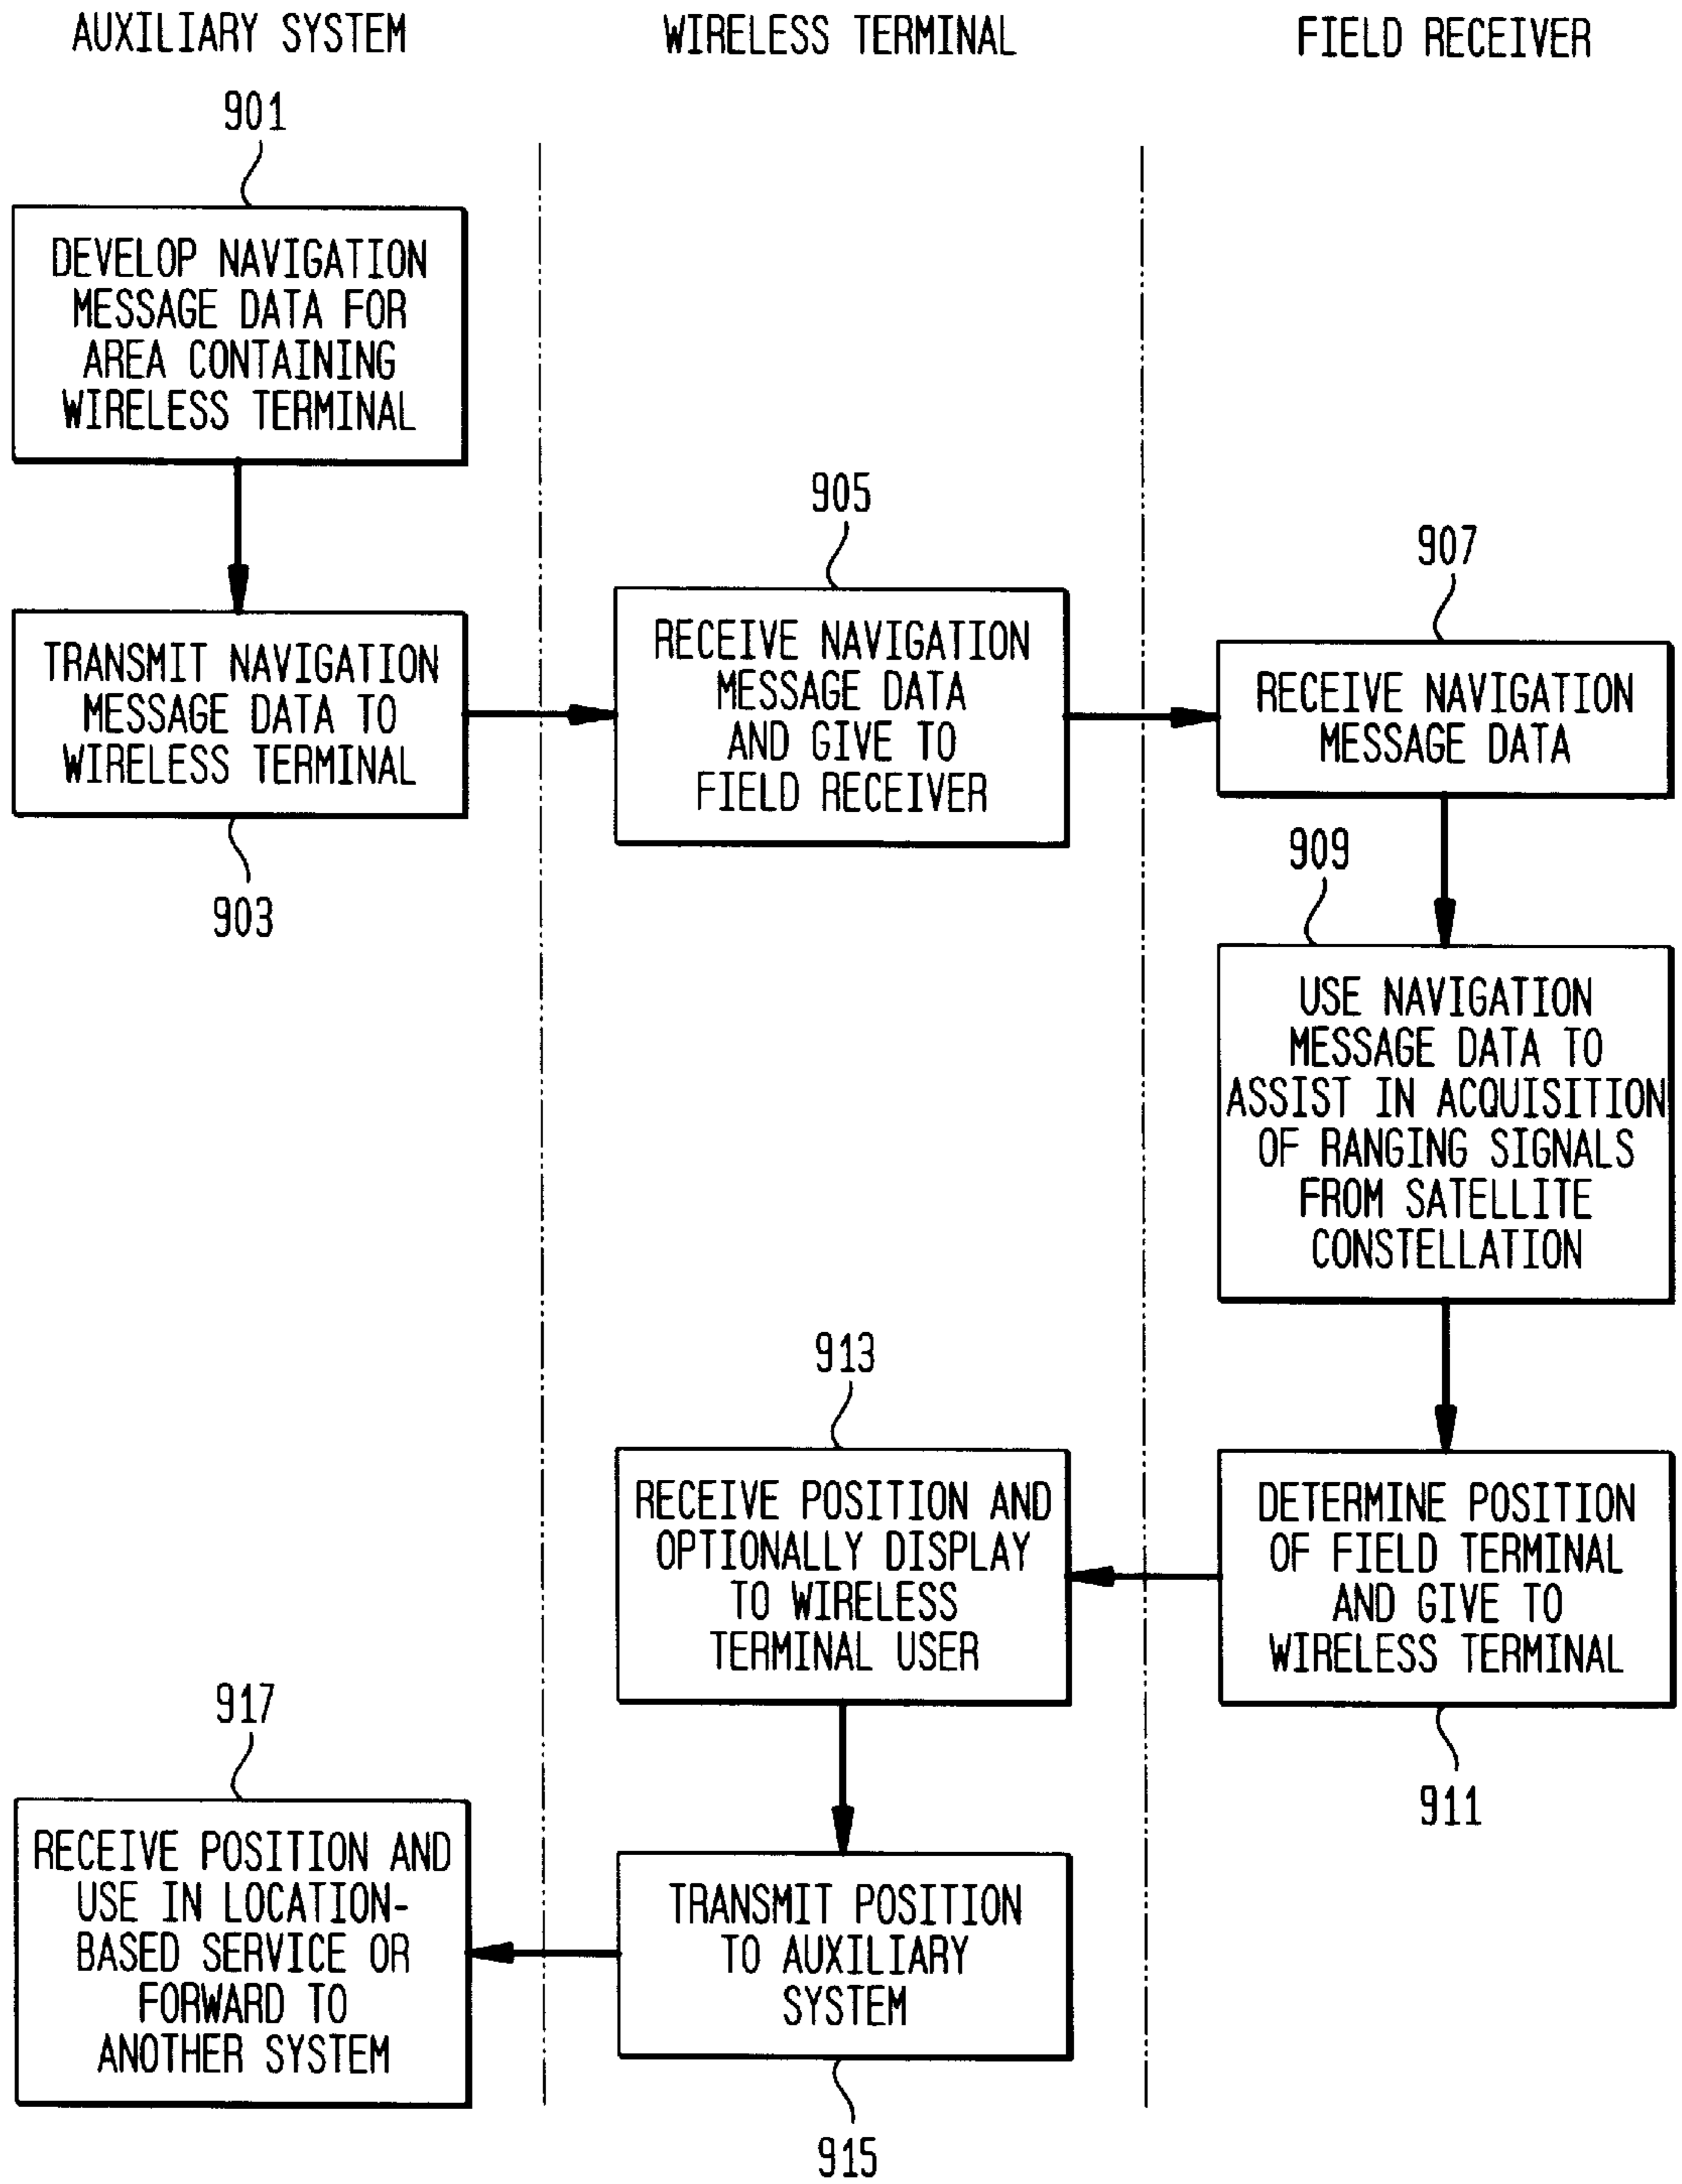 AUXILIARY SYSTEM
WIRELESS TERMINAL
FIELD RECEIVER
901
DEVELOP NAVIGATION
MESSAGE DATA FOR
AREA CONTAINING
WIRELESS TERMINAL
TRANSMIT NAVIGATION
MESSAGE DATA TO
WIRELESS TERMINAL
903
905
RECEIVE NAVIGATION
MESSAGE DATA
AND GIVE TO
FIELD RECEIVER
907
RECEIVE NAVIGATION
MESSAGE DATA
909
USE NAVIGATION
MESSAGE DATA TO
ASSIST IN ACQUISITION
OF RANGING SIGNALS
FROM SATELLITE
CONSTELLATION
DETERMINE POSITION
OF FIELD TERMINAL
AND GIVE TO
WIRELESS TERMINAL
911
913
RECEIVE POSITION AND
OPTIONALLY DISPLAY
TO WIRELESS
TERMINAL USER
TRANSMIT POSITION
TO AUXILIARY
SYSTEM
915
917
RECEIVE POSITION AND
USE IN LOCATION-
BASED SERVICE OR
FORWARD TO
ANOTHER SYSTEM